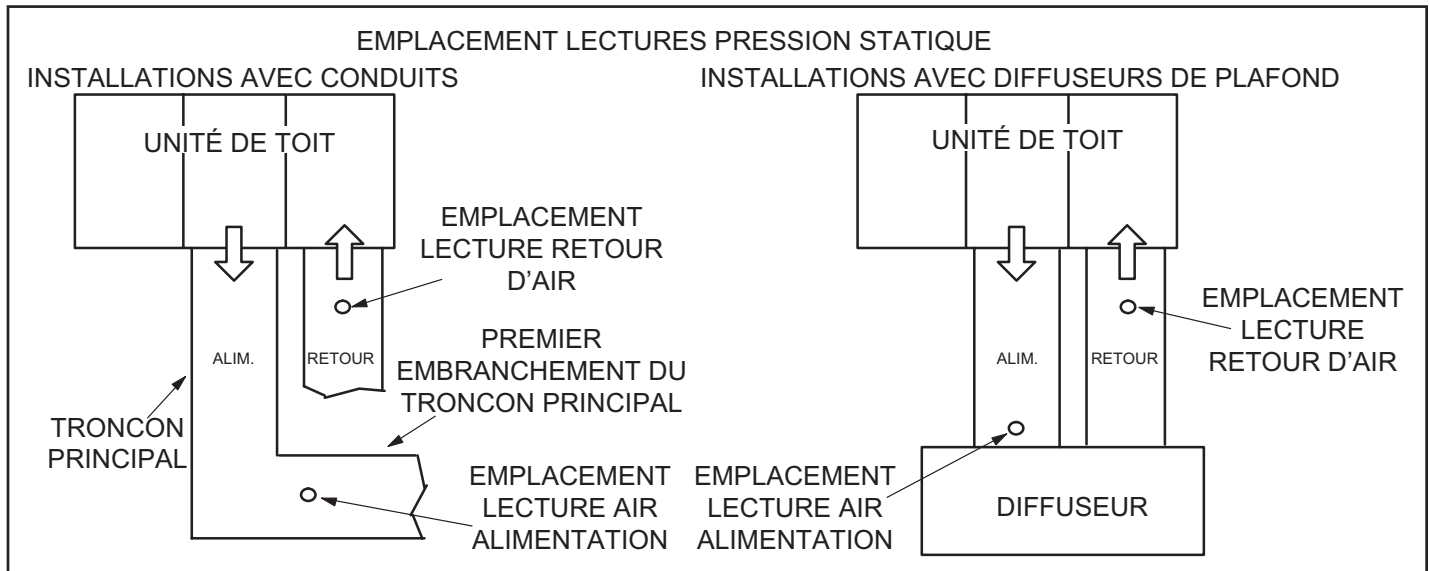 EMPLACEMENT LECTURES PRESSION STATIQUE
INSTALLATIONS AVEC CONDUITS
UNITÉ DE TOIT
EMPLACEMENT
LECTURE RETOUR
D'AIR
ALIM.
RETOUR
PREMIER
EMBRANCHEMENT DU
TRONCON PRINCIPAL
TRONCON
PRINCIPAL
EMPLACEMENT
LECTURE AIR
ALIMENTATION
INSTALLATIONS AVEC DIFFUSEURS DE PLAFOND
UNITÉ DE TOIT
EMPLACEMENT
LECTURE
RETOUR D'AIR
ALIM.
RETOUR
EMPLACEMENT
LECTURE AIR
ALIMENTATION
DIFFUSEUR